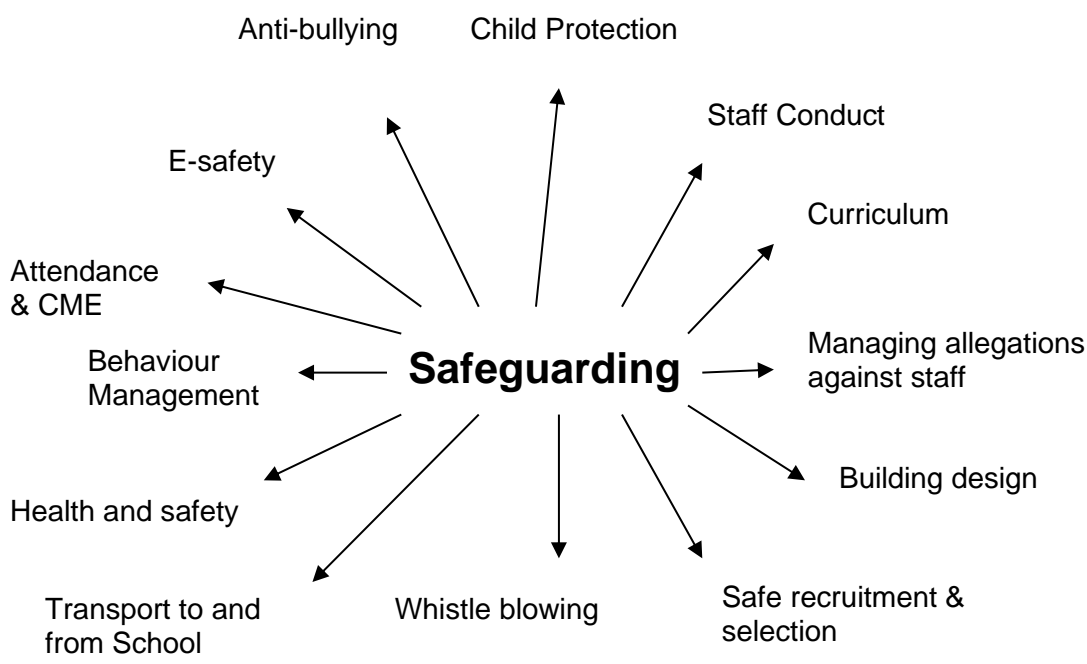 Anti-bullying
Child Protection
Staff Conduct
E-safety
Curriculum
Attendance
& CME
Managing allegations
against staff
Behaviour
Management
Safeguarding
Building design
Health and safety
Transport to and
from School
Whistle blowing
Safe recruitment &
selection